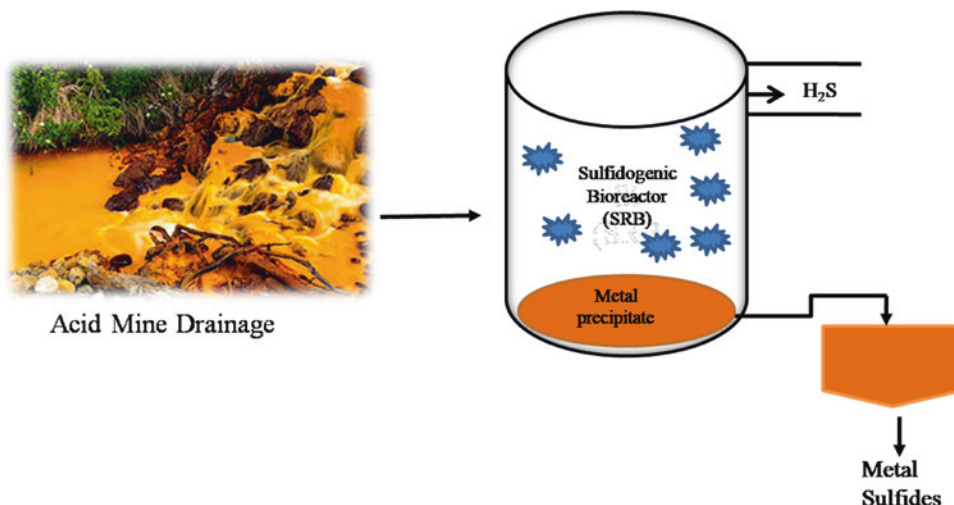 Acid Mine Drainage
H₂S
Sulfidogenic
Bioreactor
(SRB)
Metal
precipitate
Metal
Sulfides